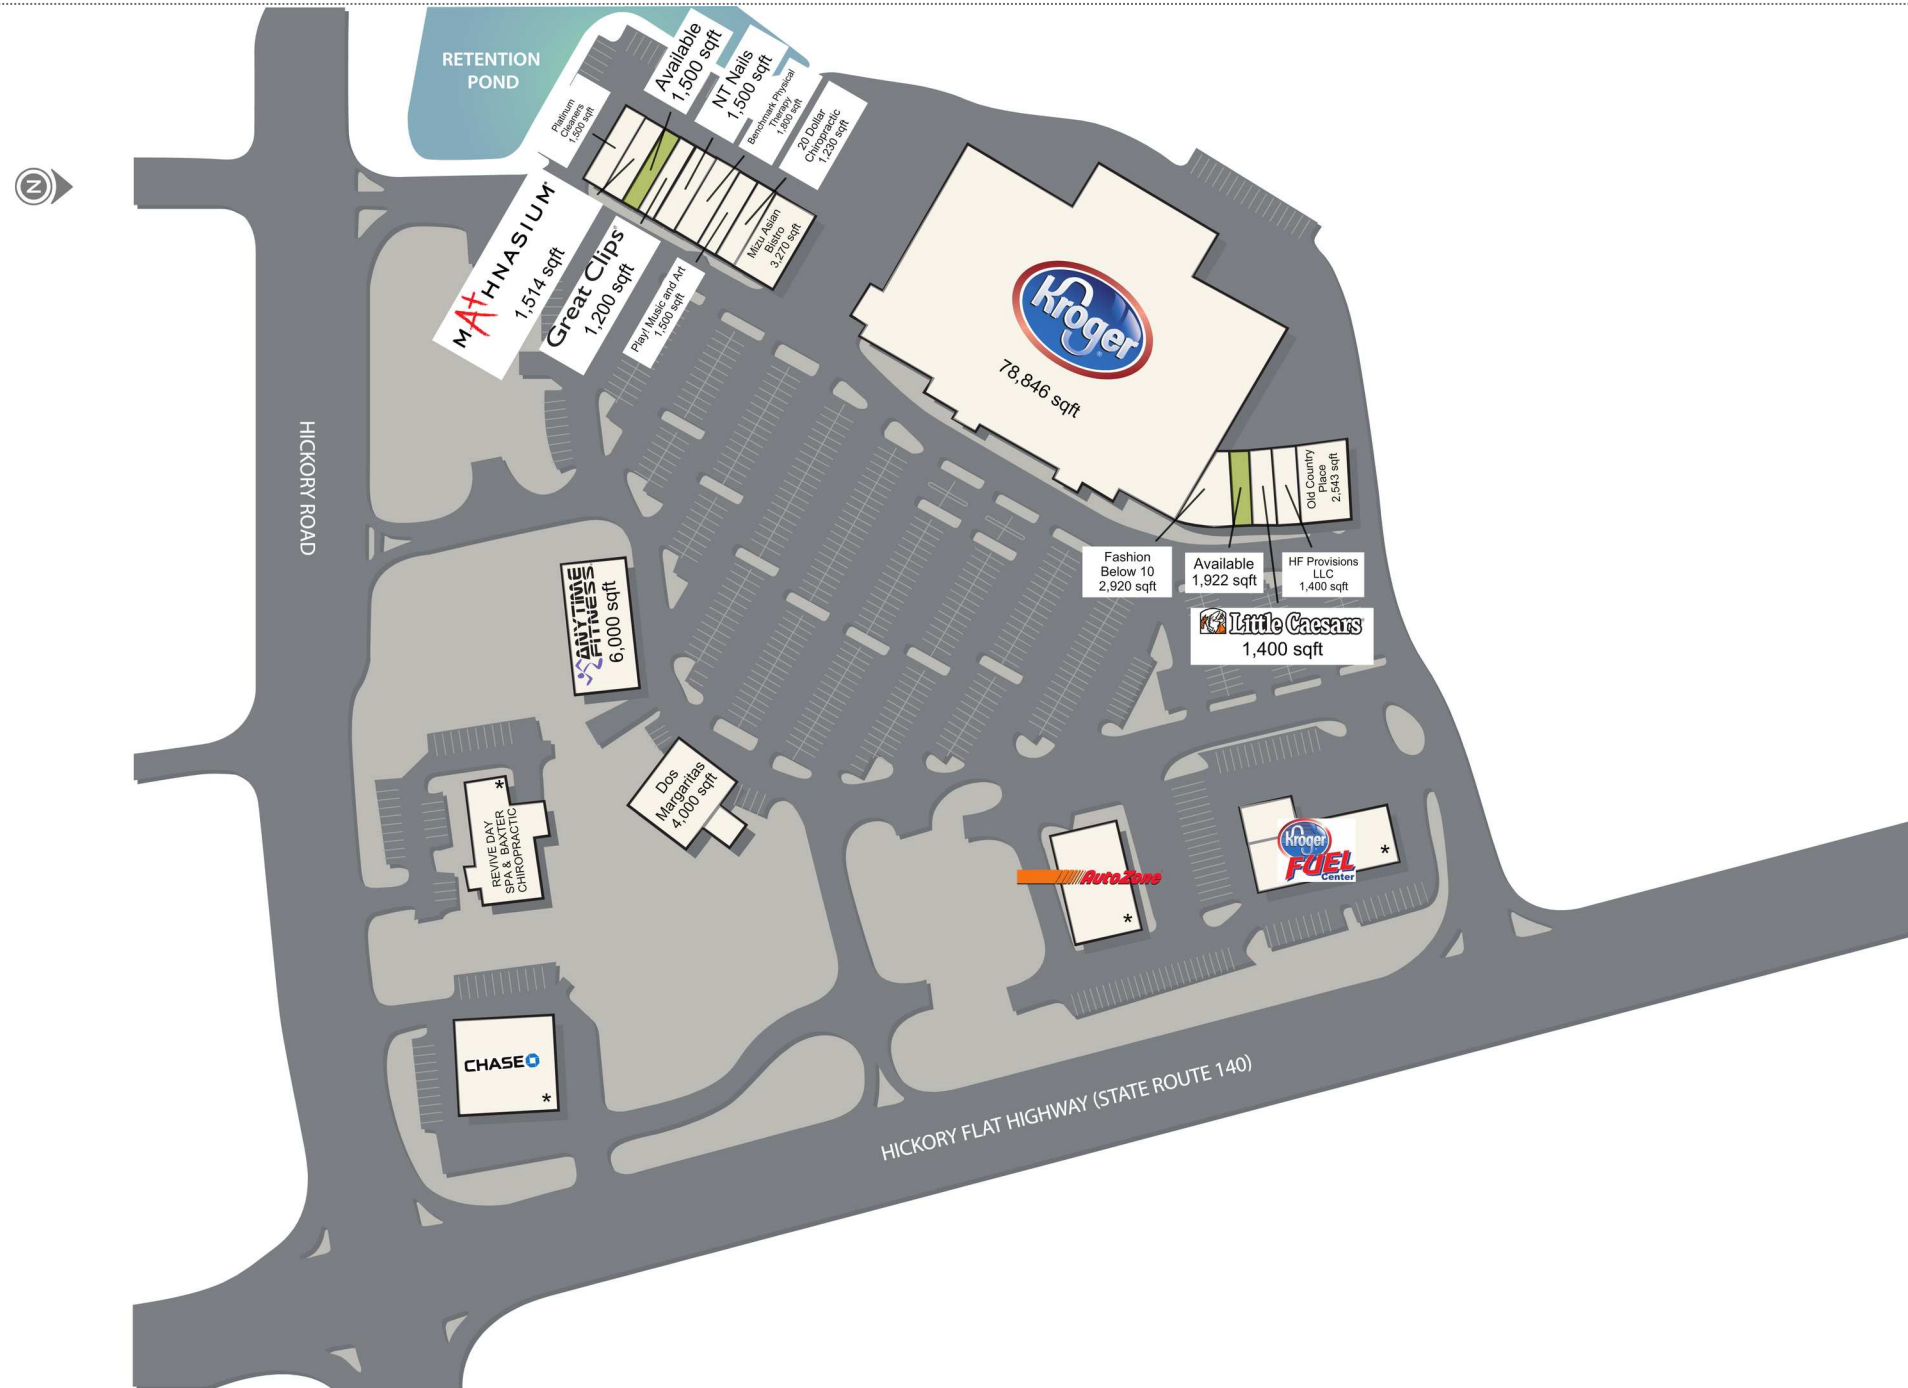 RETENTION
POND
Available
1,500 sqft
NT Nails
1,500 sqft
Benchmark Physical
Therapy
1,800 sqft
20 Dollar
Chiropractic
1,230 sqft
Platinum
Cleaners
1,500 sqft
MATHNASIUM
1,514 sqft
Great Clips
1,200 sqft
Play! Music and Art
1,500 sqft
Mizu Asian
Bistro
3,270 sqft
N
Kroger
78,846 sqft
HICKORY ROAD
Old Country
Place
2,543 sqft
Fashion
Below 10
2,920 sqft
Available
1,922 sqft
HF Provisions
LLC
1,400 sqft
Little Caesars
1,400 sqft
ANYTIME
FITNESS
6,000 sqft
Dos
Margaritas
4,000 sqft
*
REVIVE DAY
SPA & BAXTER
CHIROPRACTIC
AutoZone
*
Kroger
FUEL
Center
*
CHASE
*
HICKORY FLAT HIGHWAY (STATE ROUTE 140)